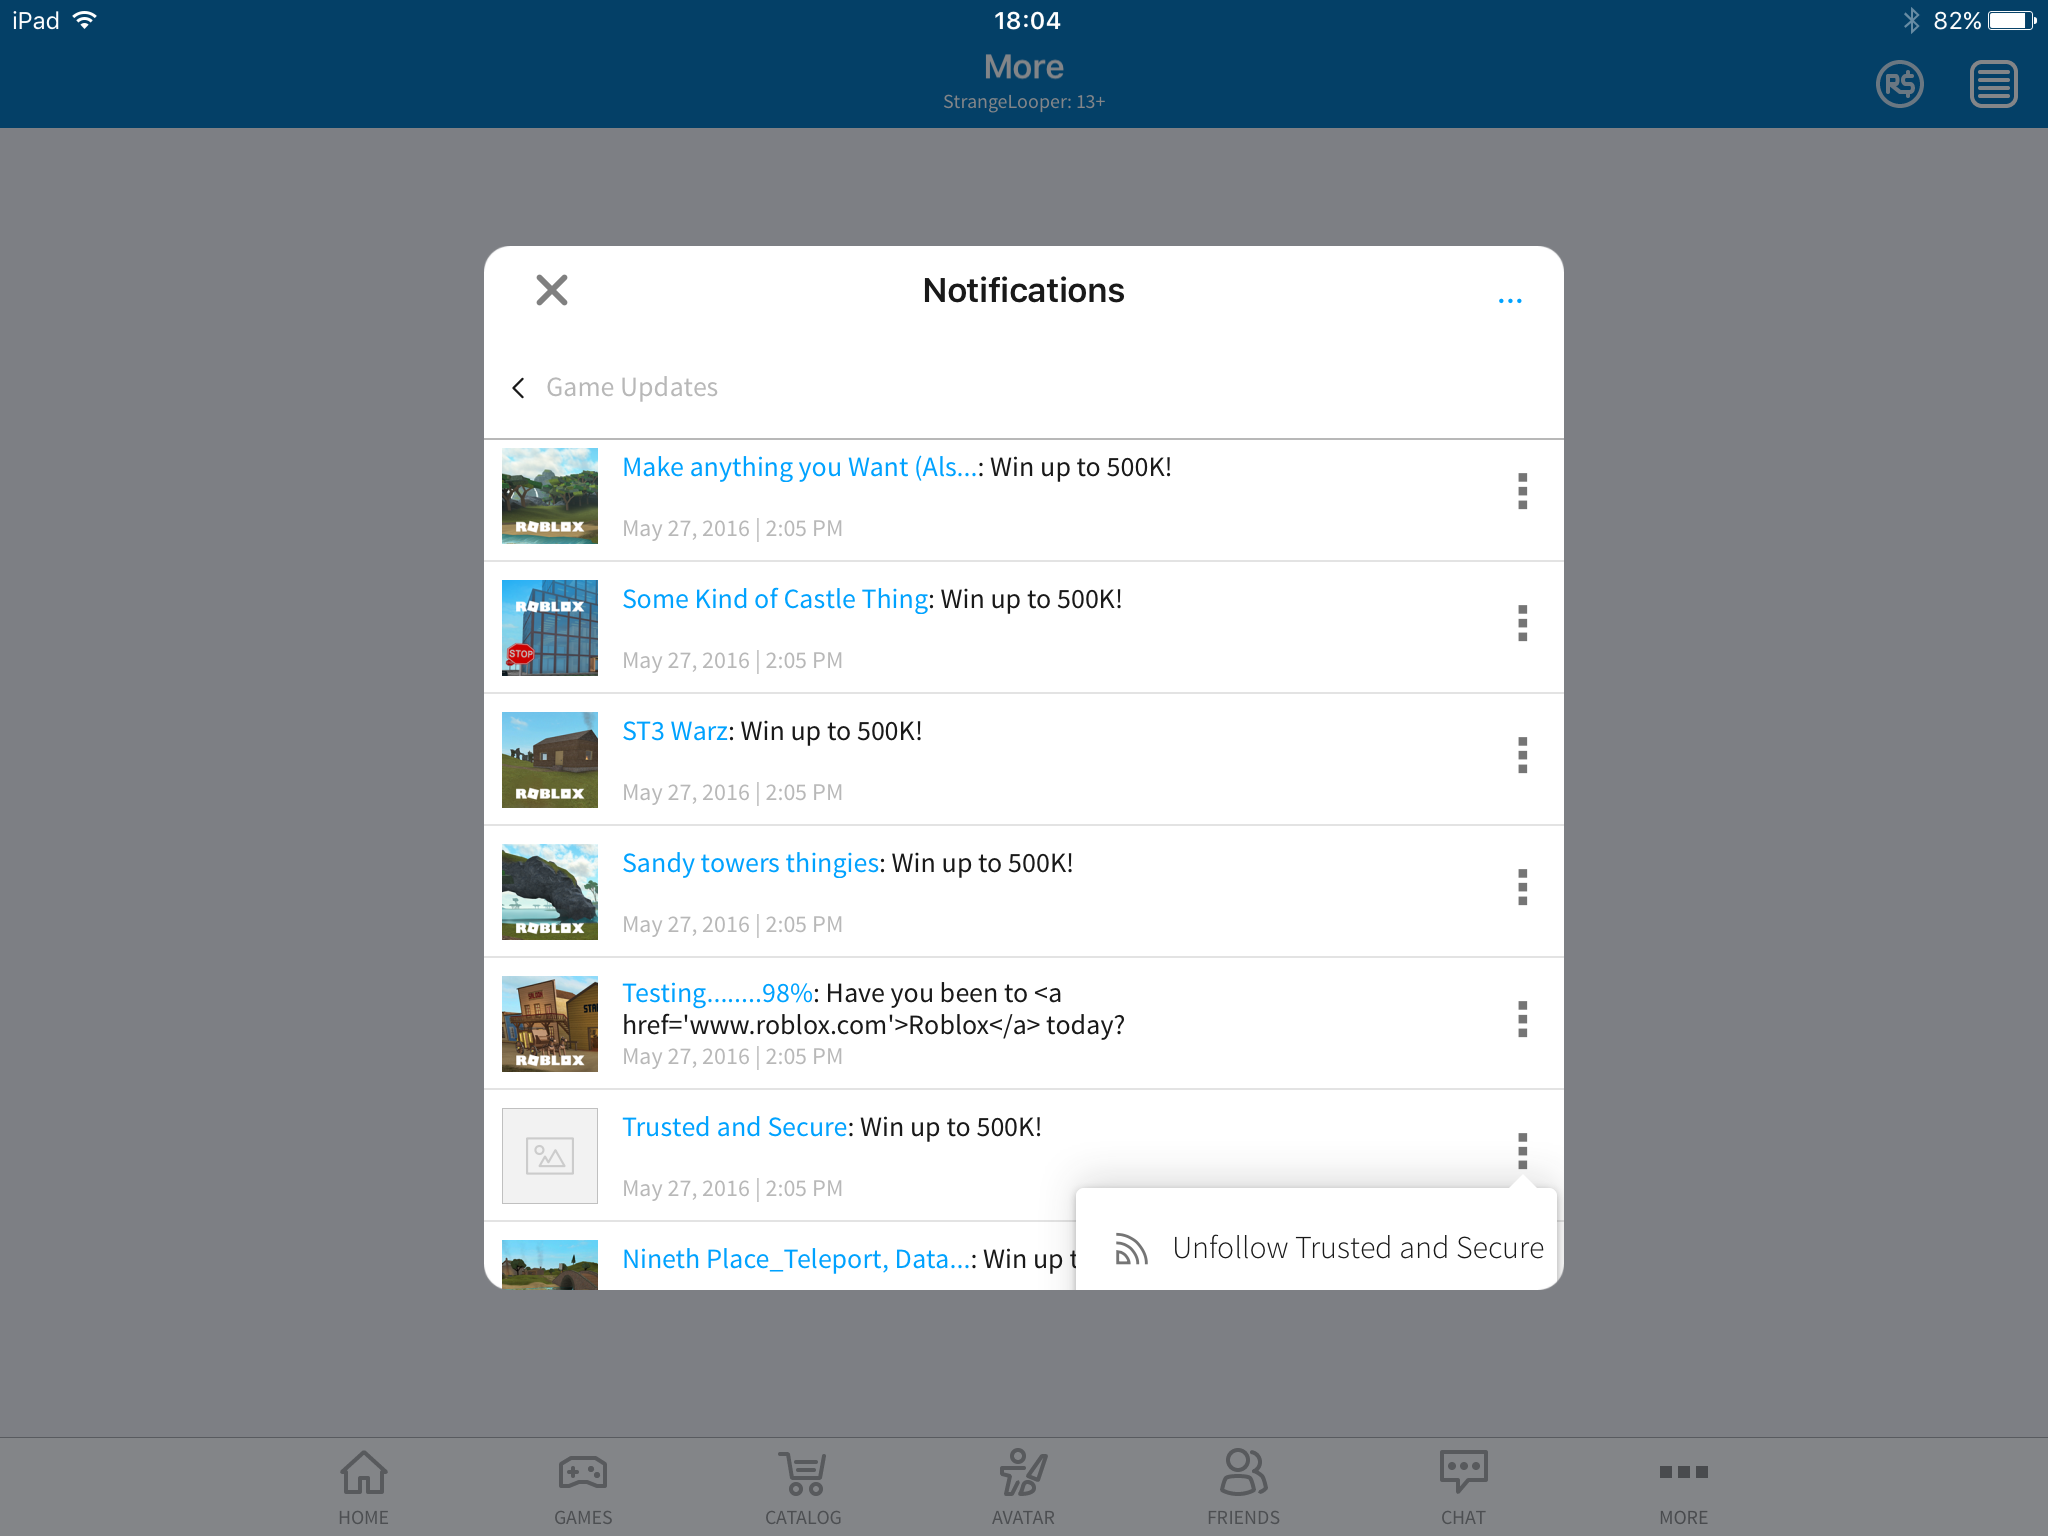 iPad 18:04 82%
More
StrangeLooper: 13+
R$
Notifications ...
Game Updates
Make anything you Want (Als...: Win up to 500K!
ROBLOX
May 27, 2016 | 2:05 PM
Some Kind of Castle Thing: Win up to 500K!
ROBLOX
STOP
May 27, 2016 | 2:05 PM
ST3 Warz: Win up to 500K!
ROBLOX
May 27, 2016 | 2:05 PM
Sandy towers thingies: Win up to 500K!
ROBLOX
May 27, 2016 | 2:05 PM
Testing........98%: Have you been to <a
href='www.roblox.com'>Roblox</a> today?
ROBLOX
May 27, 2016 | 2:05 PM
Trusted and Secure: Win up to 500K!
May 27, 2016 | 2:05 PM
Unfollow Trusted and Secure
Nineth Place_Teleport, Data...: Win up t
HOME GAMES CATALOG AVATAR FRIENDS CHAT MORE